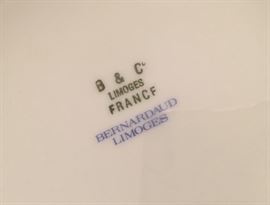 B & Co
LIMOGES
FRANCE
BERNARDAUD
LIMOGES